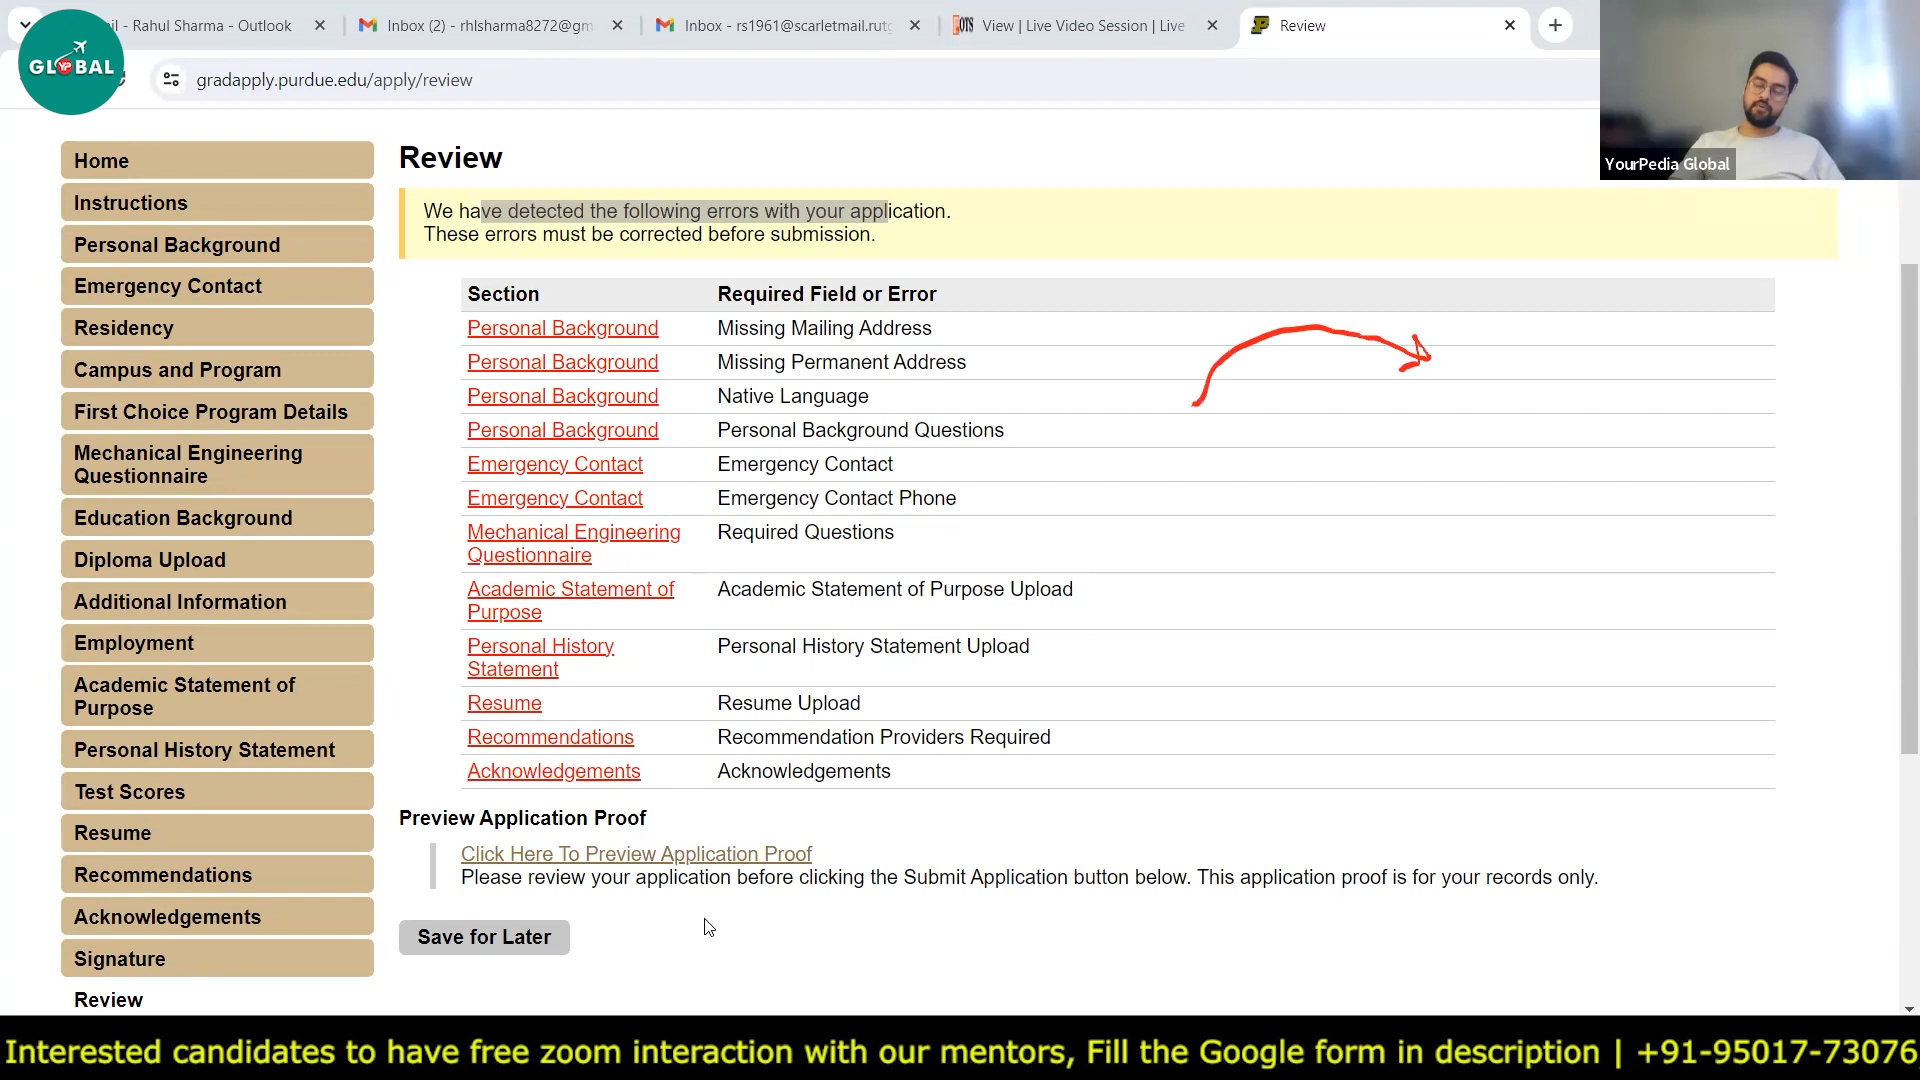 il - Rahul Sharma - Outlook
Inbox (2) - rhlsharma8272@gm
Inbox - rs1961@scarletmail.rutg
View | Live Video Session | Live
Review
GLOBAL
YP
gradapply.purdue.edu/apply/review
YourPedia Global
Home
Instructions
Personal Background
Emergency Contact
Residency
Campus and Program
First Choice Program Details
Mechanical Engineering
Questionnaire
Education Background
Diploma Upload
Additional Information
Employment
Academic Statement of
Purpose
Personal History Statement
Test Scores
Resume
Recommendations
Acknowledgements
Signature
Review
Review
We have detected the following errors with your application.
These errors must be corrected before submission.
Section Required Field or Error
Personal Background Missing Mailing Address
Personal Background Missing Permanent Address
Personal Background Native Language
Personal Background Personal Background Questions
Emergency Contact Emergency Contact
Emergency Contact Emergency Contact Phone
Mechanical Engineering Required Questions
Questionnaire
Academic Statement of Academic Statement of Purpose Upload
Purpose
Personal History Personal History Statement Upload
Statement
Resume Resume Upload
Recommendations Recommendation Providers Required
Acknowledgements Acknowledgements
Preview Application Proof
Click Here To Preview Application Proof
Please review your application before clicking the Submit Application button below. This application proof is for your records only.
Save for Later
Interested candidates to have free zoom interaction with our mentors, Fill the Google form in description | +91-95017-73076